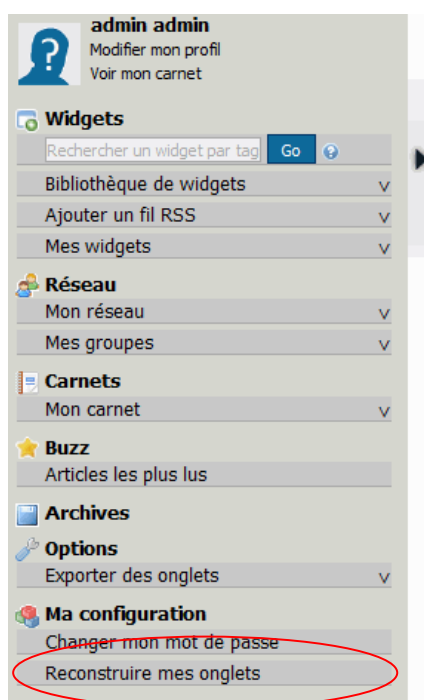 admin admin
Modifier mon profil
Voir mon carnet
Widgets
Rechercher un widget par tag Go ?
Bibliothèque de widgets v
Ajouter un fil RSS v
Mes widgets v
Réseau
Mon réseau v
Mes groupes v
Carnets
Mon carnet v
Buzz
Articles les plus lus
Archives
Options
Exporter des onglets v
Ma configuration
Changer mon mot de passe
Reconstruire mes onglets